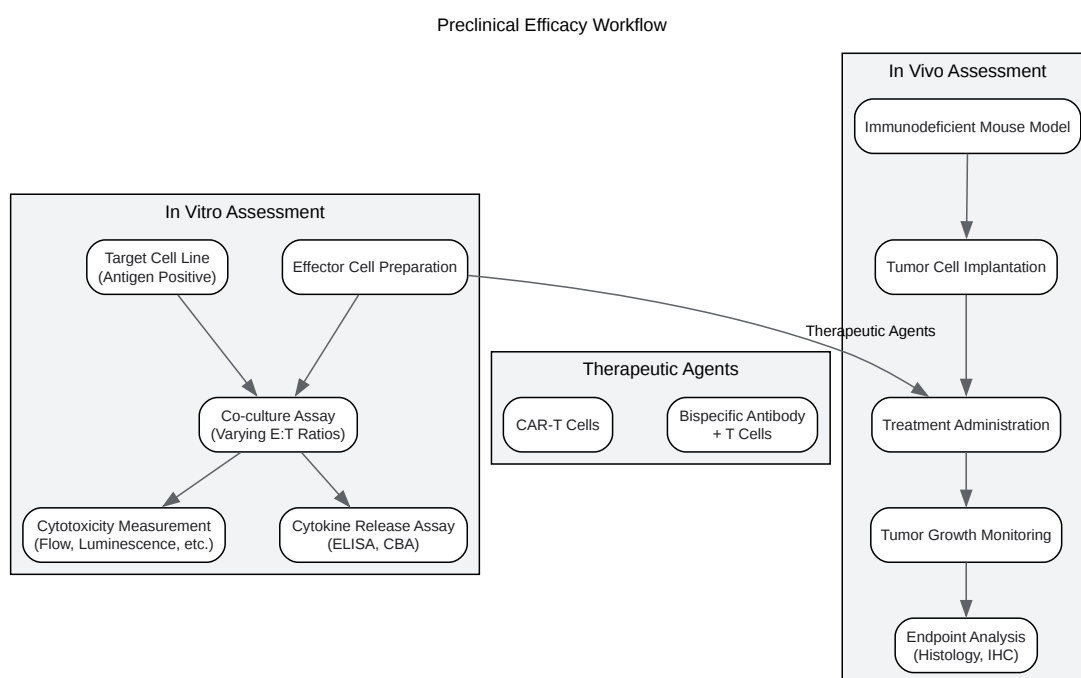 Preclinical Efficacy Workflow
In Vitro Assessment
Target Cell Line
(Antigen Positive)
Effector Cell Preparation
Co-culture Assay
(Varying E:T Ratios)
Cytotoxicity Measurement
(Flow, Luminescence, etc.)
Cytokine Release Assay
(ELISA, CBA)
Therapeutic Agents
Therapeutic Agents
CAR-T Cells
Bispecific Antibody
+ T Cells
In Vivo Assessment
Immunodeficient Mouse Model
Tumor Cell Implantation
Treatment Administration
Tumor Growth Monitoring
Endpoint Analysis
(Histology, IHC)